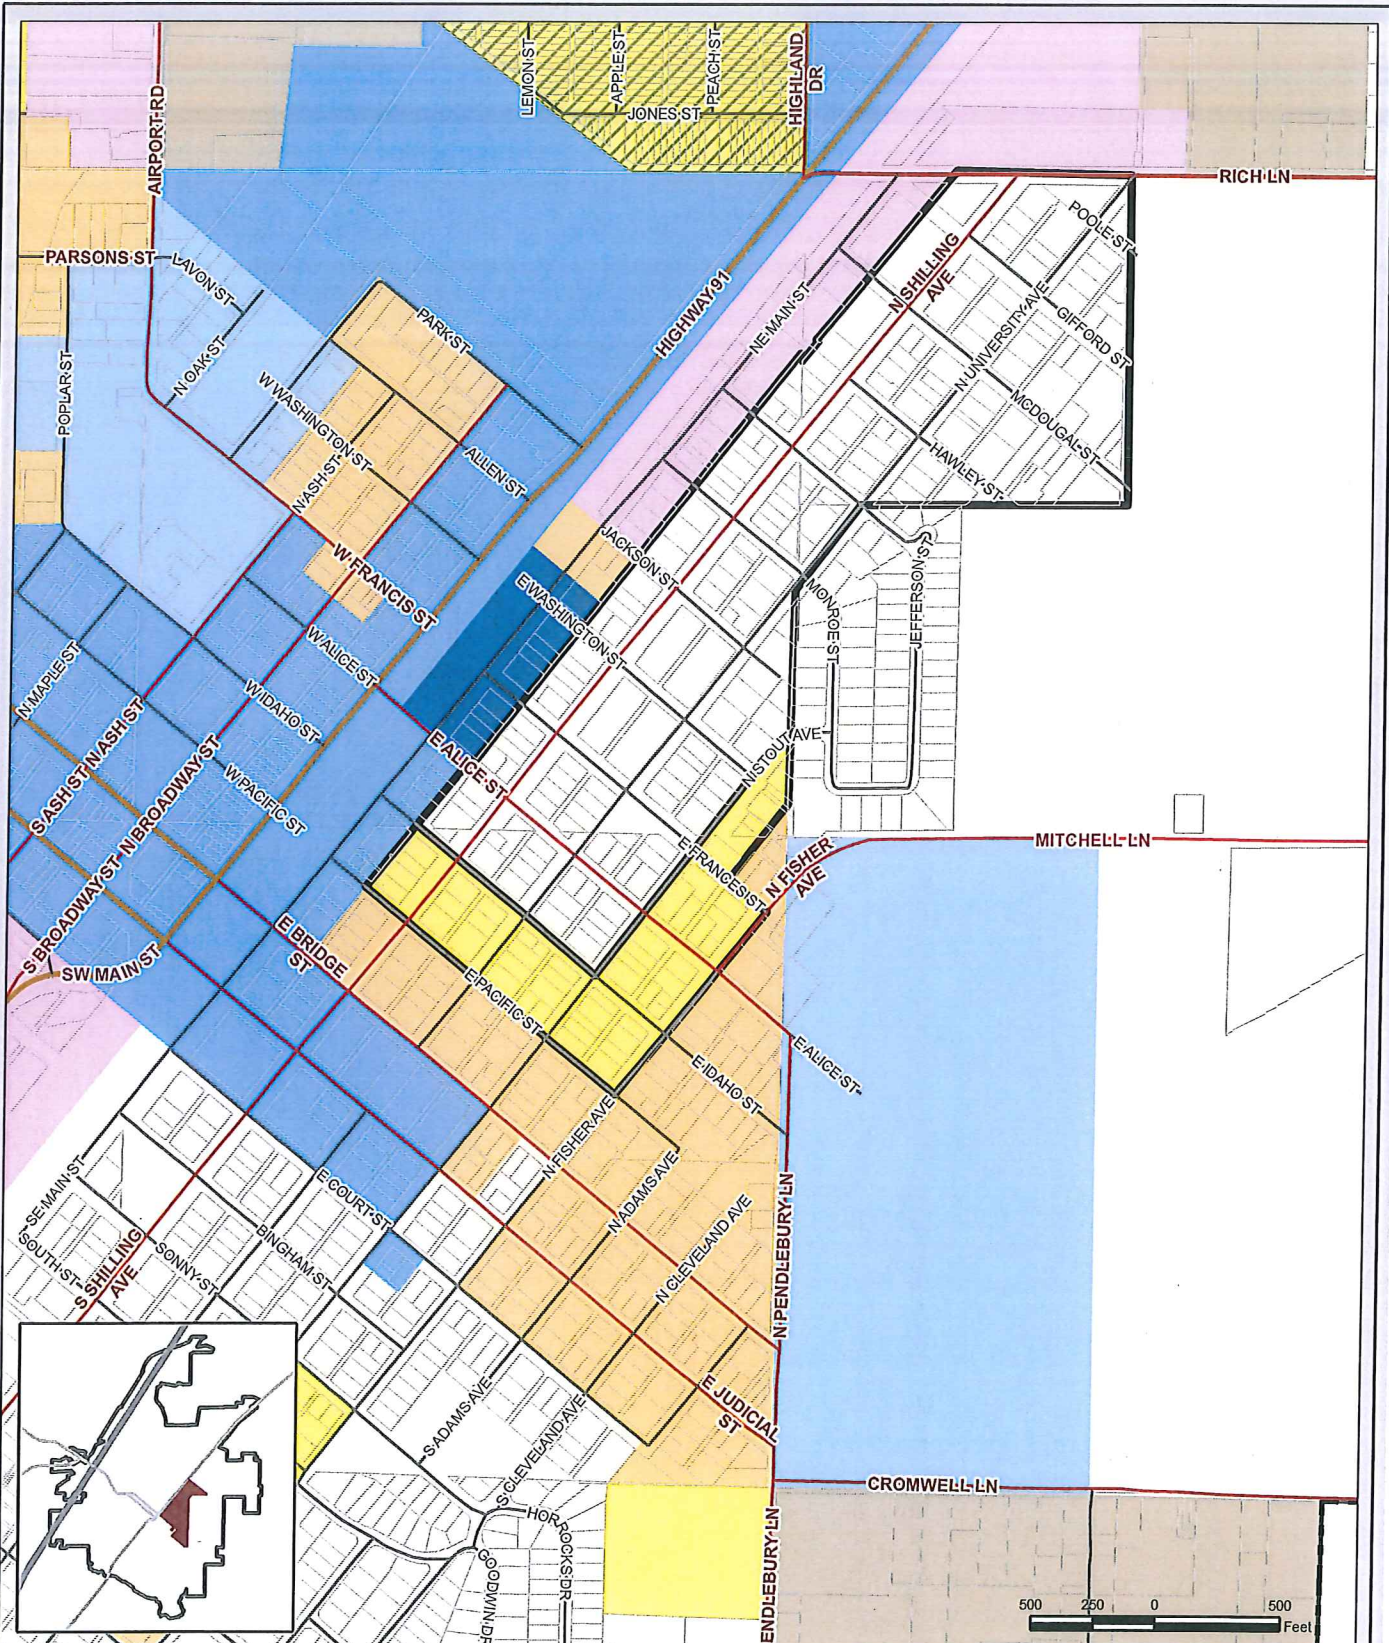 LEMON ST
APPLE ST
PEACH ST
HIGHLAND
DR
JONES ST
AIRPORT RD
RICH LN
POOLE ST
PARSONS ST
LAVON ST
N SHILLING
AVE
GIFFORD ST
N UNIVERSITY AVE
HIGHWAY 91
NE MAIN ST
PARK ST
N OAK ST
POPLAR ST
W WASHINGTON ST
MCDOUGAL ST
HAWLEY ST
ALLEN ST
N ASH ST
JACKSON ST
W FRANCIS ST
E WASHINGTON ST
MONROE ST
JEFFERSON ST
W ALICE ST
N MAPLE ST
W IDAHO ST
N ASH ST
S ASH ST
E ALICE ST
N STOUT AVE
N BROADWAY ST
W PACIFIC ST
S BROADWAY ST
E FRANCES ST
N FISHER
AVE
MITCHELL LN
E BRIDGE
ST
SW MAIN ST
E PACIFIC ST
E ALICE ST
E IDAHO ST
N FISHER AVE
SE MAIN ST
E COURT ST
N ADAMS AVE
N CLEVELAND AVE
N PENDLEBURY LN
SOUTH ST
S SHILLING
AVE
SONNY ST
BINGHAM ST
E JUDICIAL
ST
S ADAMS AVE
S CLEVELAND AVE
CROMWELL LN
HORROCKS DR
GOODWIN DR
ENDLEBURY LN
500 250 0 500
Feet